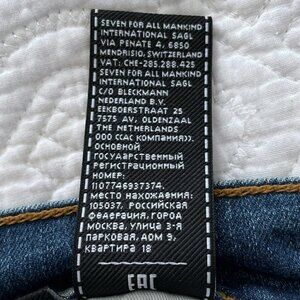 SEVEN FOR ALL MANKIND
INTERNATIONAL SAGL
VIA PENATE 4, 6850
MENDRISIO, SWITZERLAND
VAT: CHE-285.288.425
SEVEN FOR ALL MANKIND
INTERNATIONAL SAGL
C/O BLECKMANN
NEDERLAND B.V.
EEKBOERSTRAAT 25
7575 AV, OLDENZAAL
THE NETHERLANDS
ООО ССАС КОМПАНИЯ)).
ОСНОВНОЙ
ГОСУДАРСТВЕННЫЙ
РЕГИСТРАЦИОННЫЙ
НОМЕР:
1107746937374.
МЕСТО НАХОЖДЕНИЯ:
105037, РОССИЙСКАЯ
ФЕДЕРАЦИЯ, ГОРОД
МОСКВА, УЛИЦА 3-Я
ПАРКОВАЯ, ДОМ 9,
КВАРТИРА 18
EAC